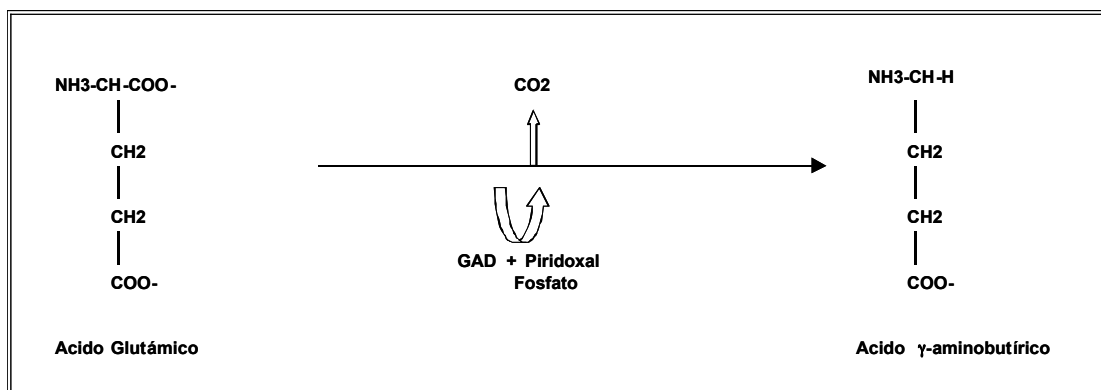 NH3-CH-COO-
CH2
CH2
COO-
Acido Glutámico
CO2
GAD + Piridoxal
Fosfato
NH3-CH-H
CH2
CH2
COO-
Acido γ-aminobutírico